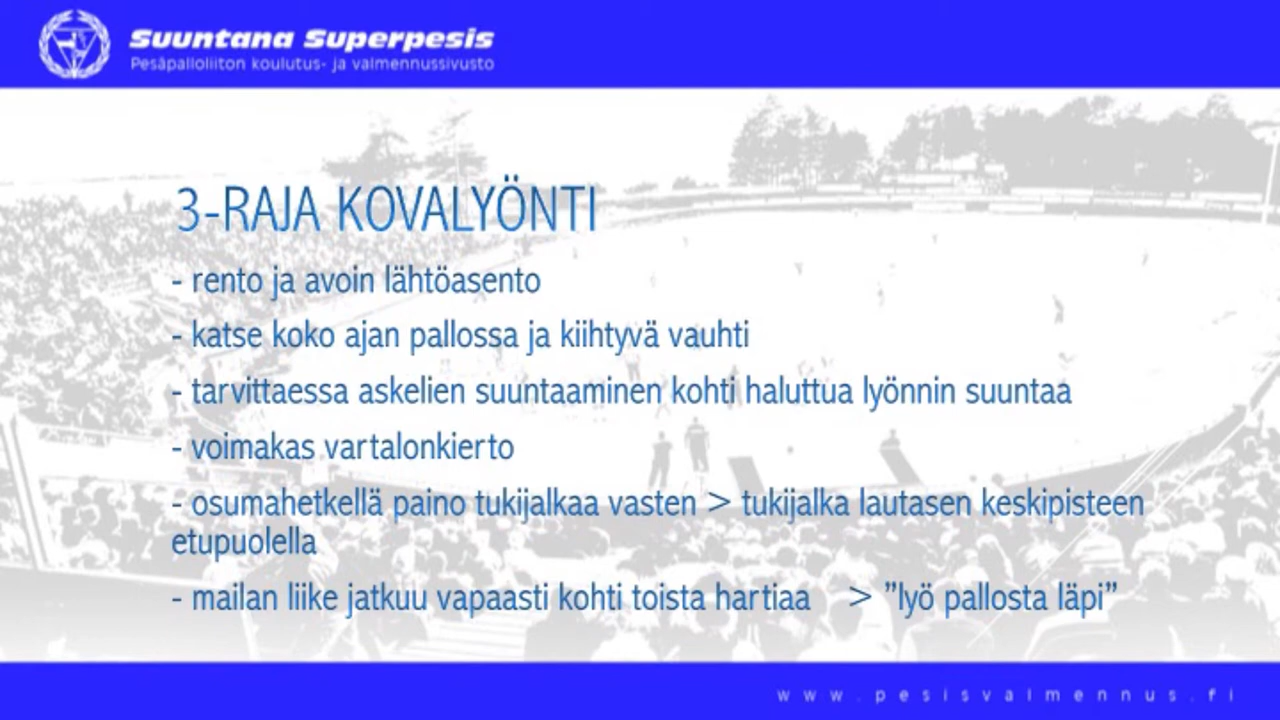 Suuntana Superpesis
Pesäpalloliiton koulutus- ja valmennussivusto
3-RAJA KOVALYÖNTI
- rento ja avoin lähtöasento
- katse koko ajan pallossa ja kiihtyvä vauhti
- tarvittaessa askelien suuntaaminen kohti haluttua lyönnin suuntaa
- voimakas vartalonkierto
- osumahetkellä paino tukijalkaa vasten > tukijalka lautasen keskipisteen
etupuolella
- mailan liike jatkuu vapaasti kohti toista hartiaa > ”lyö pallosta läpi”
www.pesisvalmennus.fi